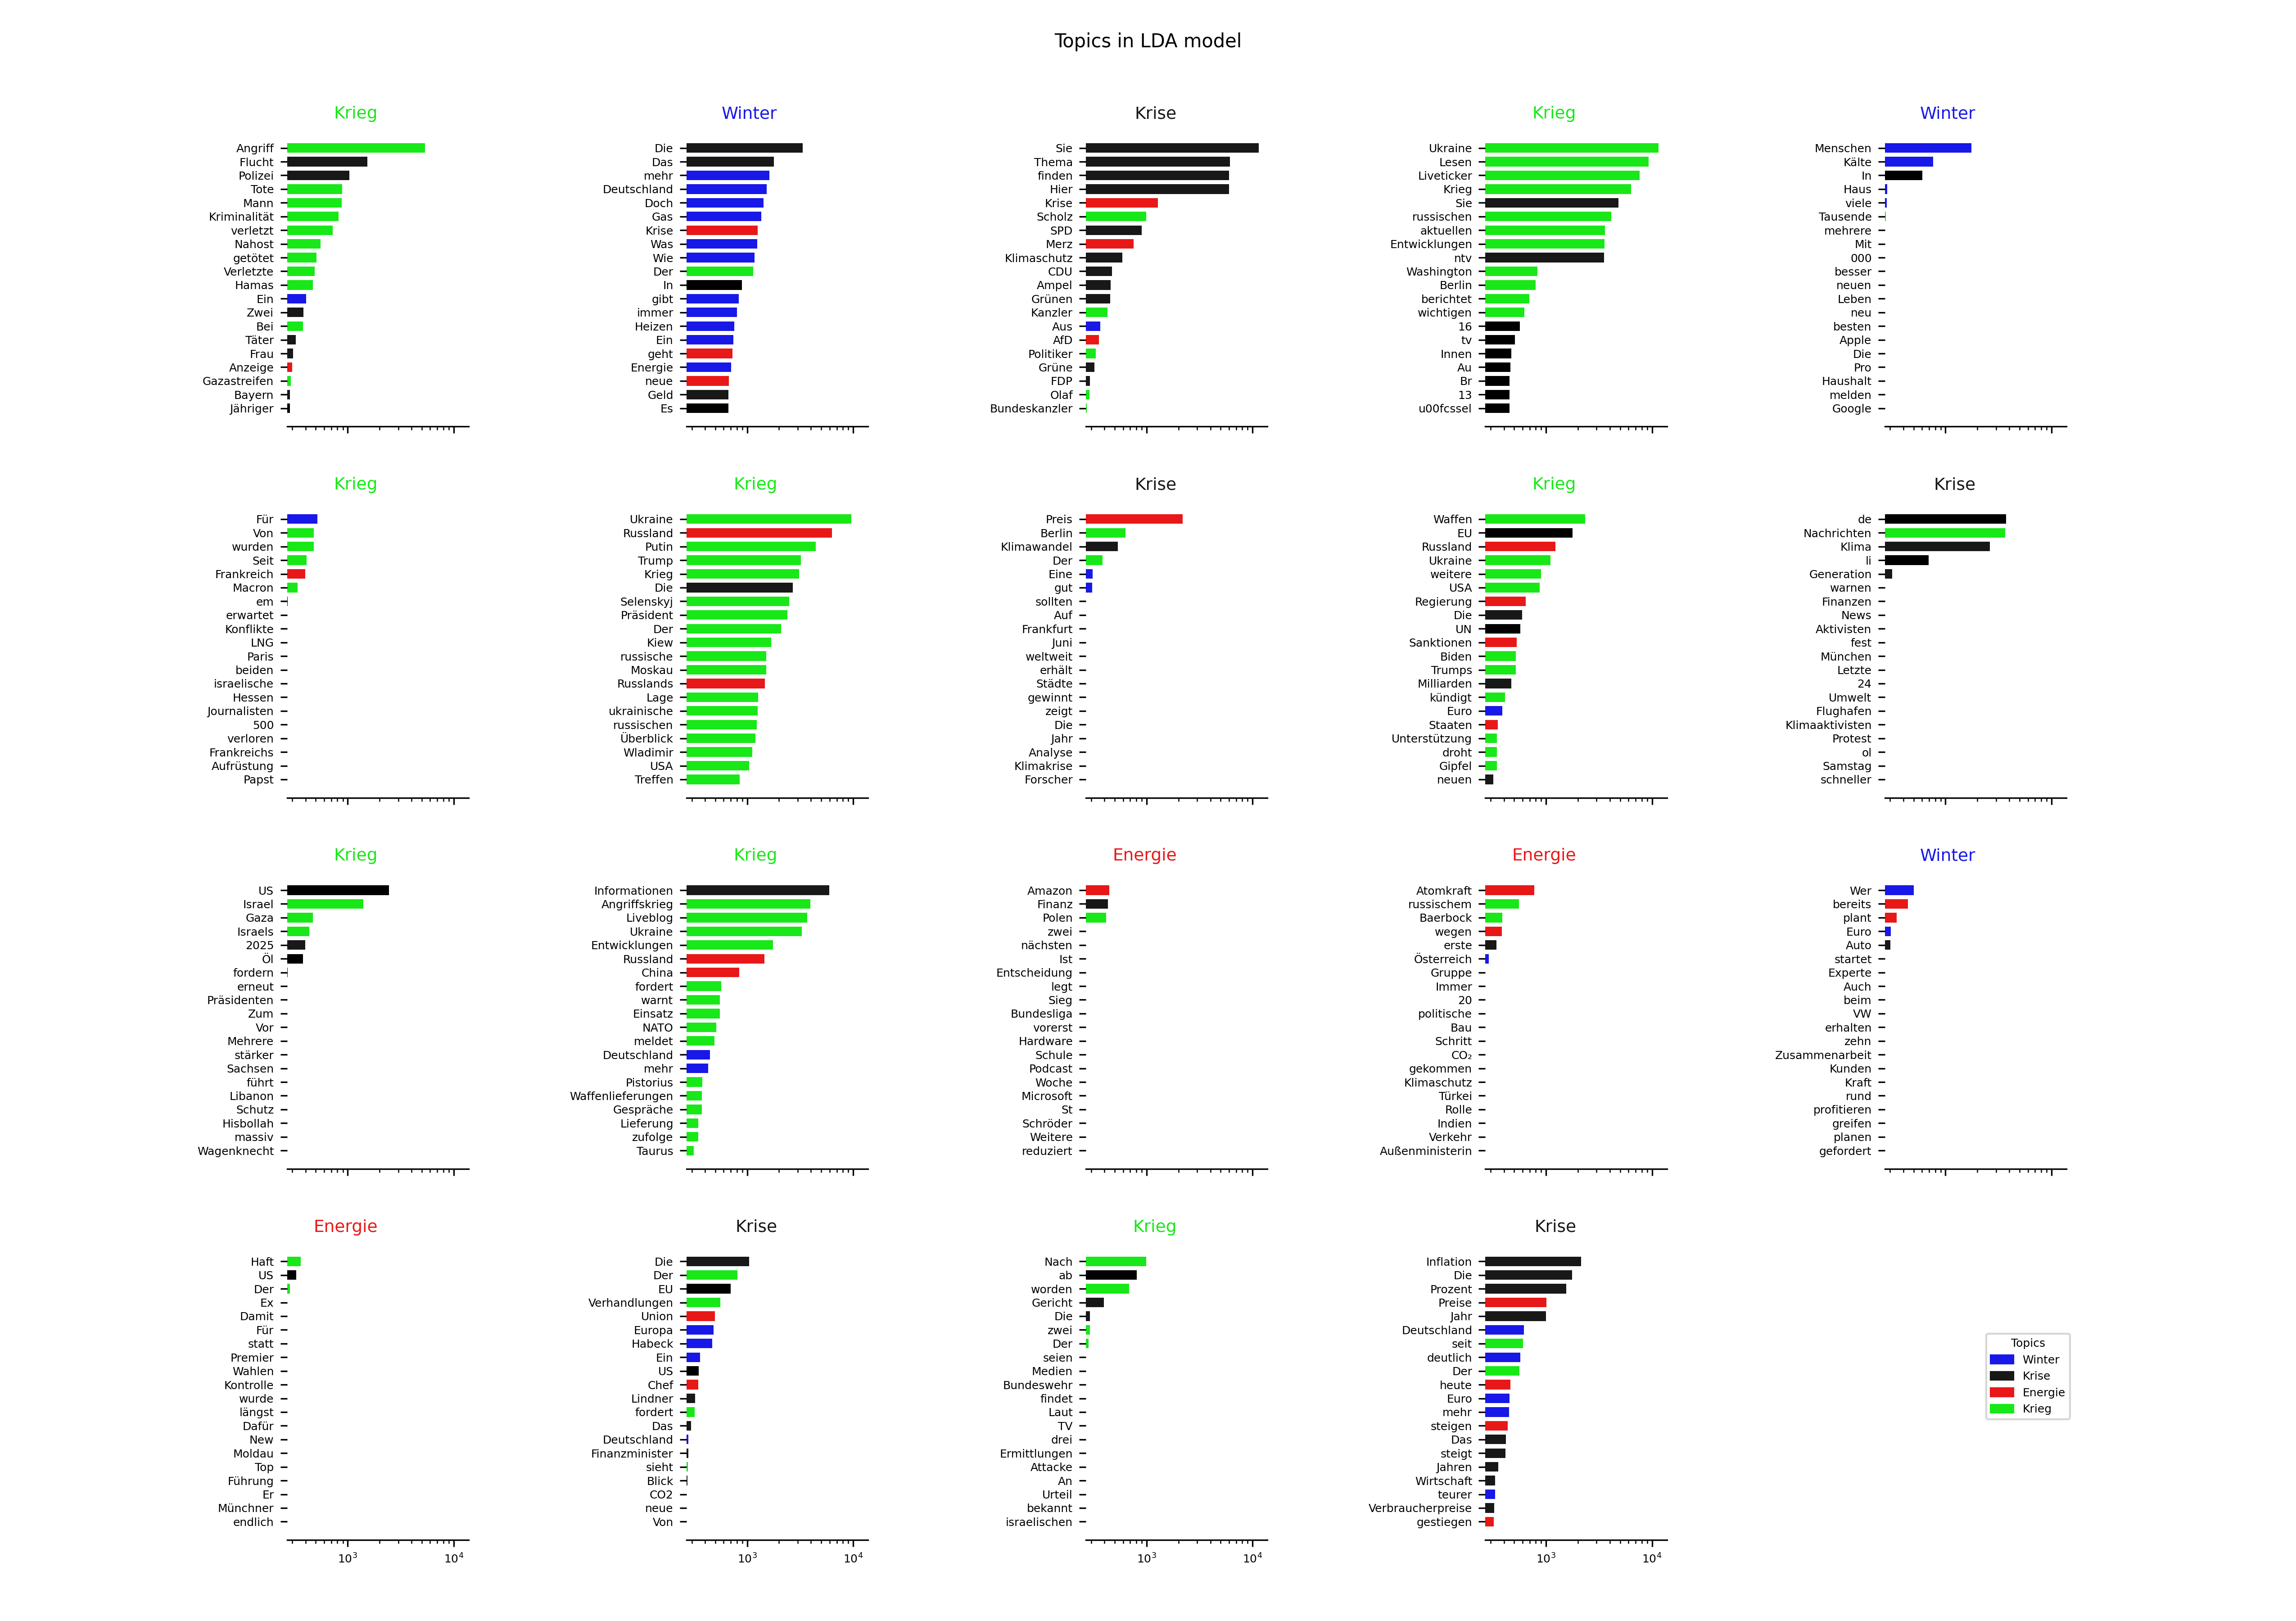 Topics in LDA model
Krieg
Angriff
Flucht
Polizei
Tote
Mann
Kriminalität
verletzt
Nahost
getötet
Verletzte
Hamas
Ein
Zwei
Bei
Täter
Frau
Anzeige
Gazastreifen
Bayern
Jähriger
Winter
Die
Das
mehr
Deutschland
Doch
Gas
Krise
Was
Wie
Der
In
gibt
immer
Heizen
Ein
geht
Energie
neue
Geld
Es
Krise
Sie
Thema
finden
Hier
Krise
Scholz
SPD
Merz
Klimaschutz
CDU
Ampel
Grünen
Kanzler
Aus
AfD
Politiker
Grüne
FDP
Olaf
Bundeskanzler
Krieg
Ukraine
Lesen
Liveticker
Krieg
Sie
russischen
aktuellen
Entwicklungen
ntv
Washington
Berlin
berichtet
wichtigen
16
tv
Innen
Au
Br
13
u00fcssel
Winter
Menschen
Kälte
In
Haus
viele
Tausende
mehrere
Mit
000
besser
neuen
Leben
neu
besten
Apple
Die
Pro
Haushalt
melden
Google
Krieg
Für
Von
wurden
Seit
Frankreich
Macron
em
erwartet
Konflikte
LNG
Paris
beiden
israelische
Hessen
Journalisten
500
verloren
Frankreichs
Aufrüstung
Papst
Krieg
Ukraine
Russland
Putin
Trump
Krieg
Die
Selenskyj
Präsident
Der
Kiew
russische
Moskau
Russlands
Lage
ukrainische
russischen
Überblick
Wladimir
USA
Treffen
Krise
Preis
Berlin
Klimawandel
Der
Eine
gut
sollten
Auf
Frankfurt
Juni
weltweit
erhält
Städte
gewinnt
zeigt
Die
Jahr
Analyse
Klimakrise
Forscher
Krieg
Waffen
EU
Russland
Ukraine
weitere
USA
Regierung
Die
UN
Sanktionen
Biden
Trumps
Milliarden
kündigt
Euro
Staaten
Unterstützung
droht
Gipfel
neuen
Krise
de
Nachrichten
Klima
li
Generation
warnen
Finanzen
News
Aktivisten
fest
München
Letzte
24
Umwelt
Flughafen
Klimaaktivisten
Protest
ol
Samstag
schneller
Krieg
US
Israel
Gaza
Israels
2025
Öl
fordern
erneut
Präsidenten
Zum
Vor
Mehrere
stärker
Sachsen
führt
Libanon
Schutz
Hisbollah
massiv
Wagenknecht
Krieg
Informationen
Angriffskrieg
Liveblog
Ukraine
Entwicklungen
Russland
China
fordert
warnt
Einsatz
NATO
meldet
Deutschland
mehr
Pistorius
Waffenlieferungen
Gespräche
Lieferung
zufolge
Taurus
Energie
Amazon
Finanz
Polen
zwei
nächsten
Ist
Entscheidung
legt
Sieg
Bundesliga
vorerst
Hardware
Schule
Podcast
Woche
Microsoft
St
Schröder
Weitere
reduziert
Energie
Atomkraft
russischem
Baerbock
wegen
erste
Österreich
Gruppe
Immer
20
politische
Bau
Schritt
CO₂
gekommen
Klimaschutz
Türkei
Rolle
Indien
Verkehr
Außenministerin
Winter
Wer
bereits
plant
Euro
Auto
startet
Experte
Auch
beim
VW
erhalten
zehn
Zusammenarbeit
Kunden
Kraft
rund
profitieren
greifen
planen
gefordert
Energie
Haft
US
Der
Ex
Damit
Für
statt
Premier
Wahlen
Kontrolle
wurde
längst
Dafür
New
Moldau
Top
Führung
Er
Münchner
endlich
10³ 10⁴
Krise
Die
Der
EU
Verhandlungen
Union
Europa
Habeck
Ein
US
Chef
Lindner
fordert
Das
Deutschland
Finanzminister
sieht
Blick
CO2
neue
Von
10³ 10⁴
Krieg
Nach
ab
worden
Gericht
Die
zwei
Der
seien
Medien
Bundeswehr
findet
Laut
TV
drei
Ermittlungen
Attacke
An
Urteil
bekannt
israelischen
10³ 10⁴
Krise
Inflation
Die
Prozent
Preise
Jahr
Deutschland
seit
deutlich
Der
heute
Euro
mehr
steigen
Das
steigt
Jahren
Wirtschaft
teurer
Verbraucherpreise
gestiegen
10³ 10⁴
Topics
Winter
Krise
Energie
Krieg